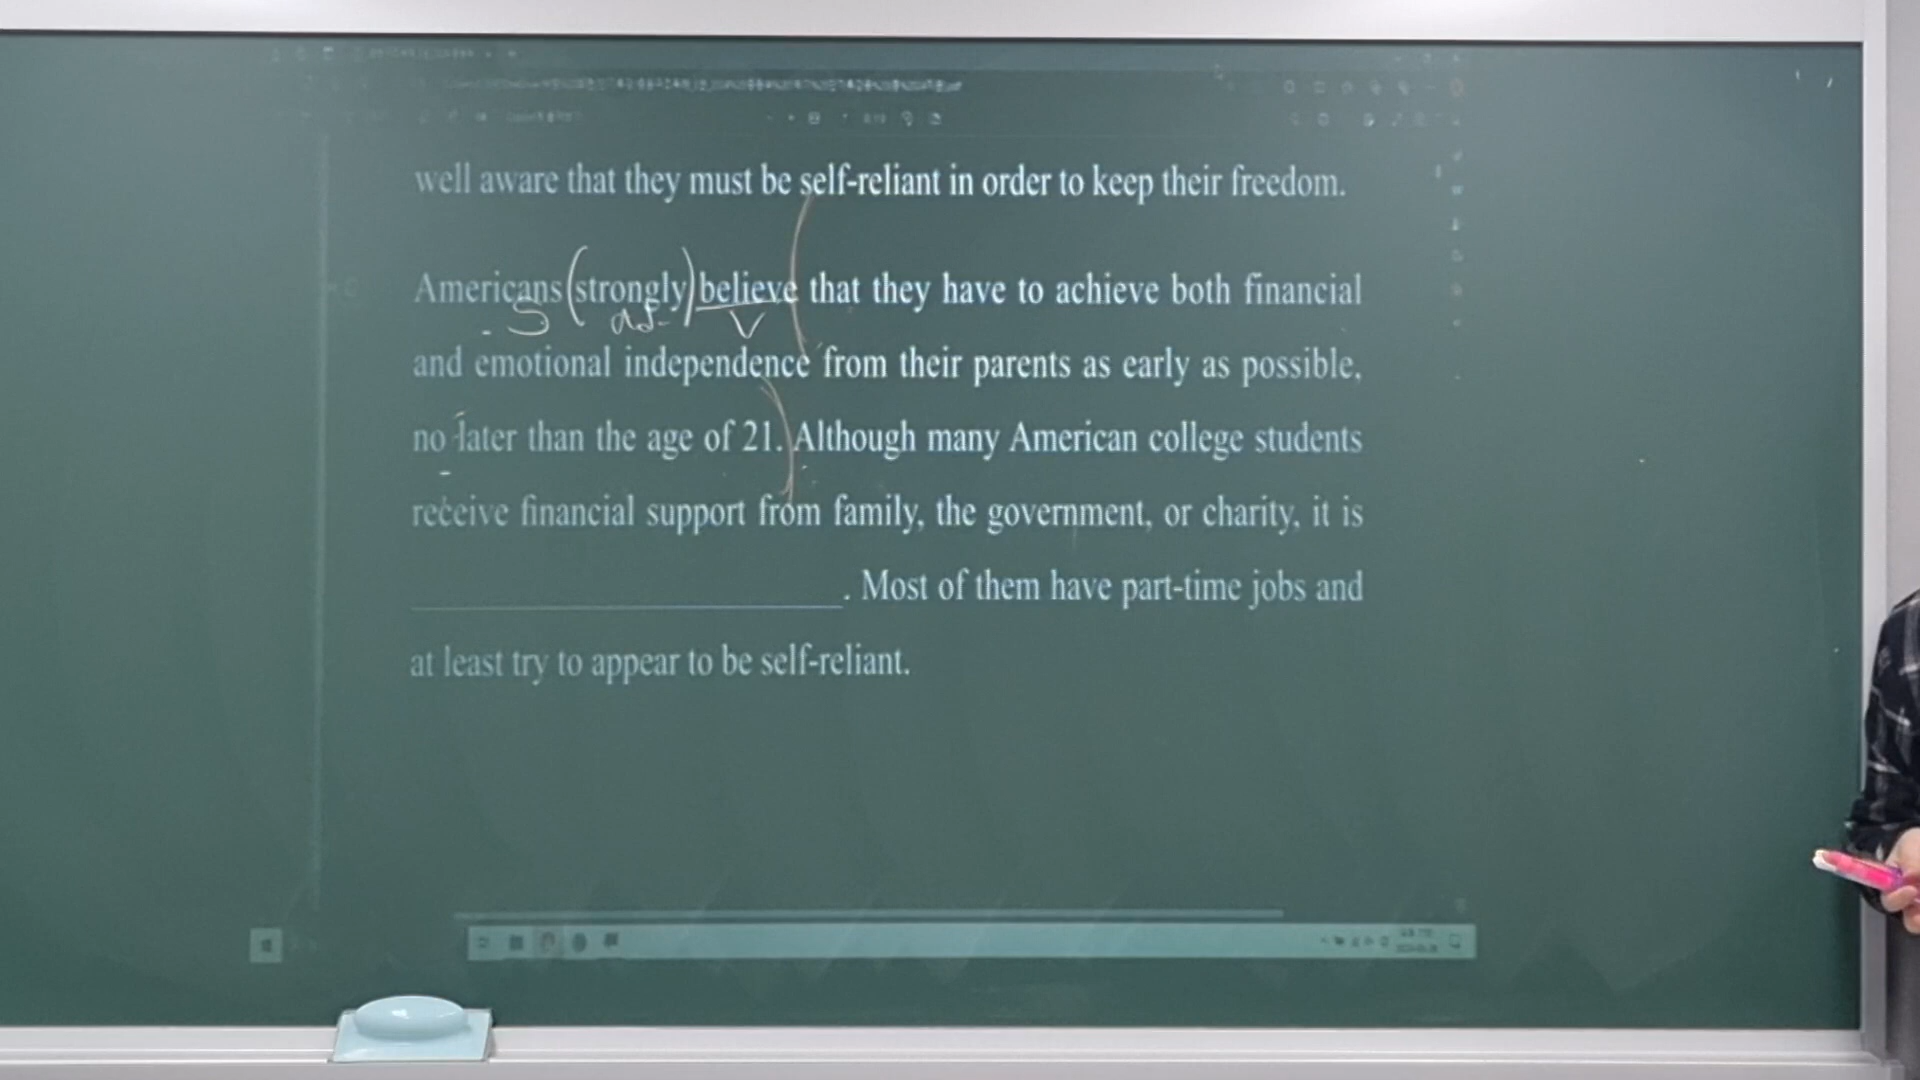 well aware that they must be self-reliant in order to keep their freedom.
Americans (strongly) believe that they have to achieve both financial
S ad. V
and emotional independence from their parents as early as possible,
no later than the age of 21. Although many American college students
receive financial support from family, the government, or charity, it is
. Most of them have part-time jobs and
at least try to appear to be self-reliant.